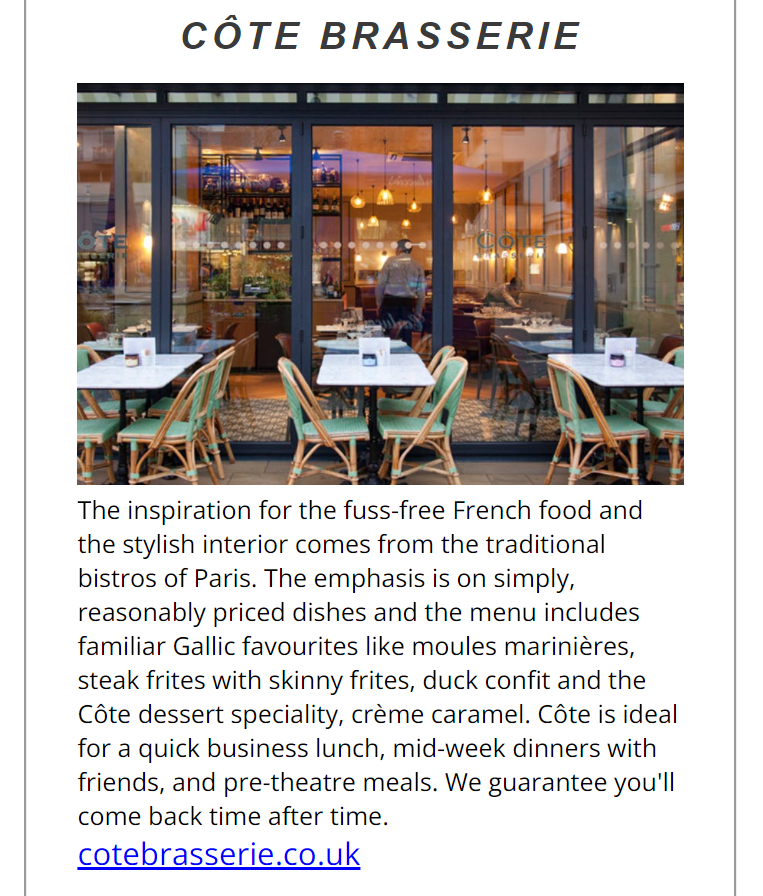 CÔTE BRASSERIE
CÔTE
The inspiration for the fuss-free French food and
the stylish interior comes from the traditional
bistros of Paris. The emphasis is on simply,
reasonably priced dishes and the menu includes
familiar Gallic favourites like moules marinières,
steak frites with skinny frites, duck confit and the
Côte dessert speciality, crème caramel. Côte is ideal
for a quick business lunch, mid-week dinners with
friends, and pre-theatre meals. We guarantee you'll
come back time after time.
cotebrasserie.co.uk